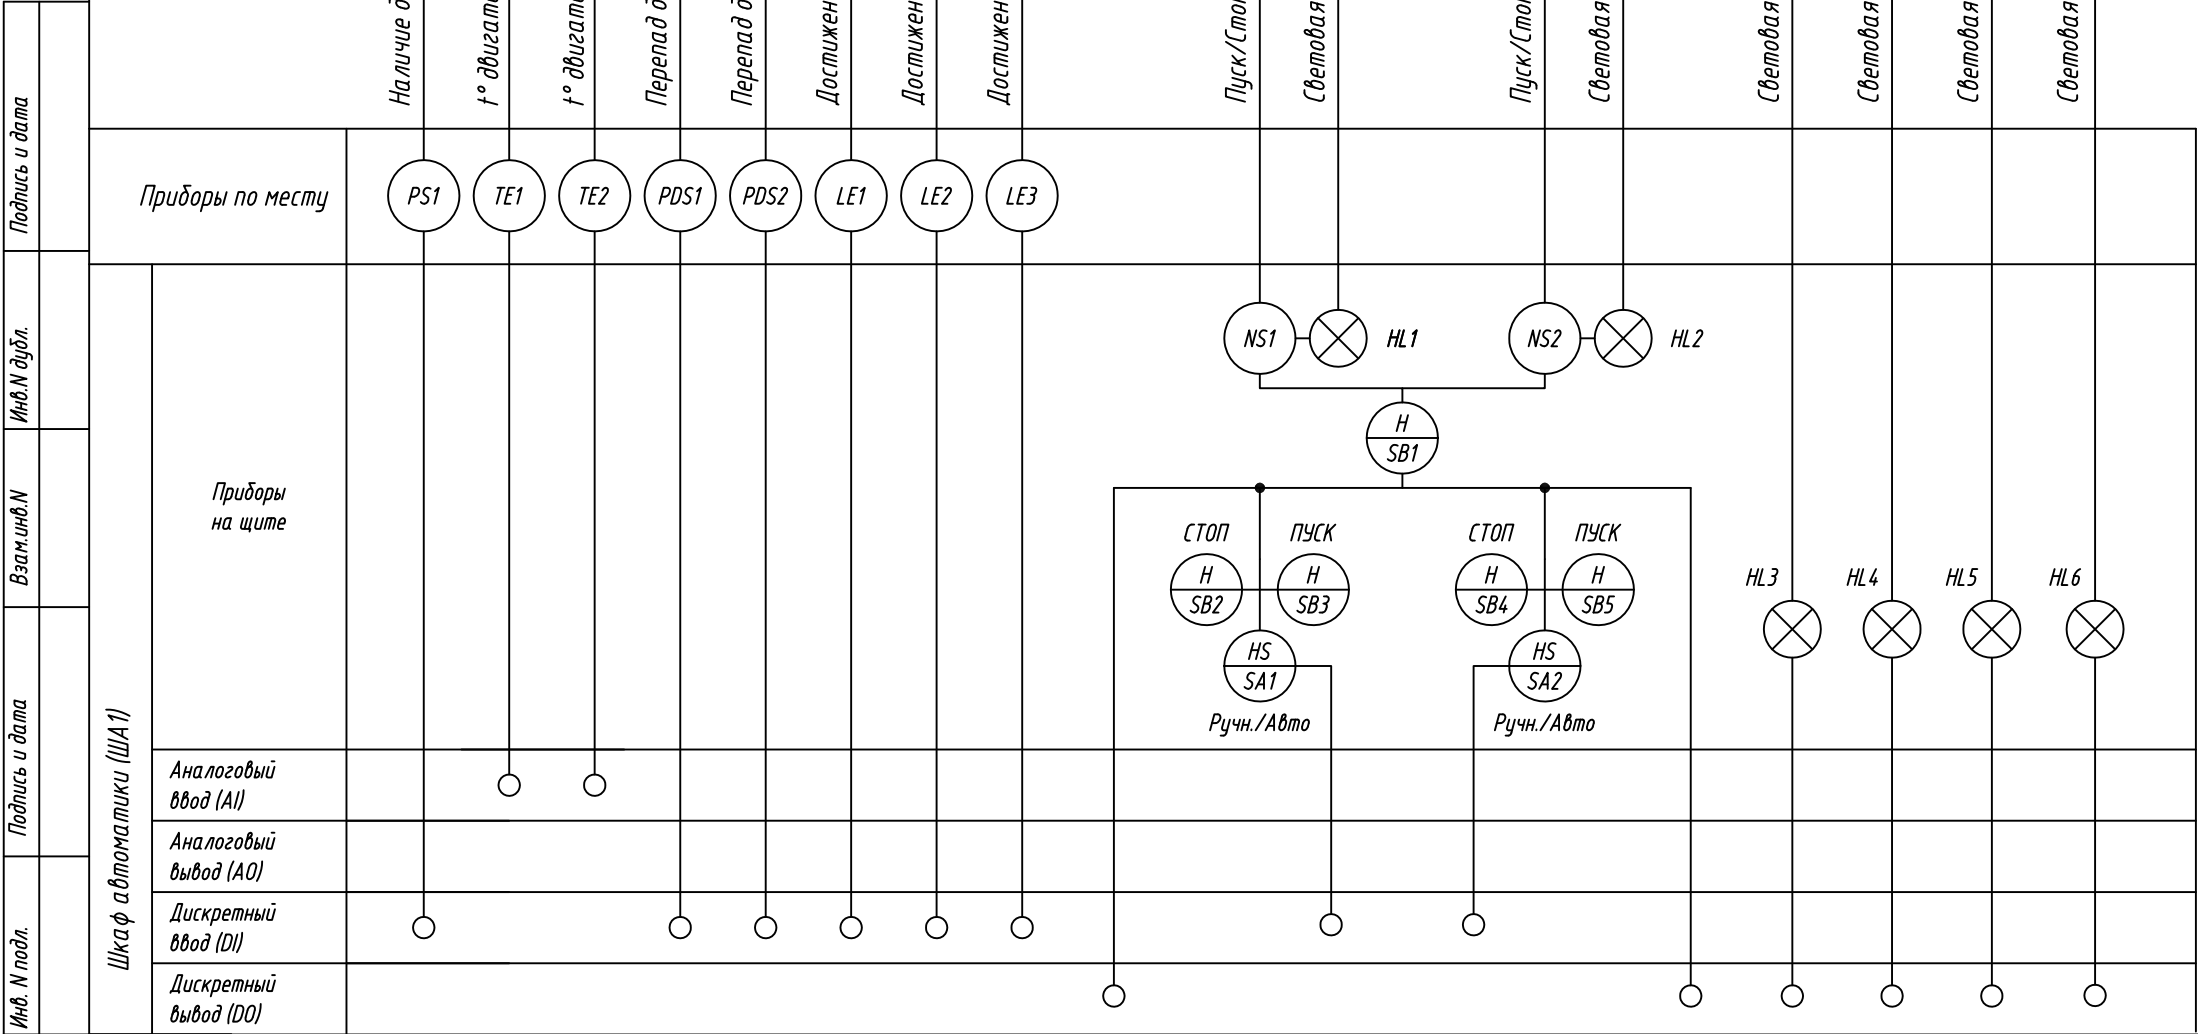 Наличие
t° двигат
t° двигат
Перепад
Перепад
Достижен
Достижен
Достижен
Пуск/Стоп
Световая
Пуск/Стоп
Световая
Световая
Световая
Световая
Световая
Приборы по месту
PS1
TE1
TE2
PDS1
PDS2
LE1
LE2
LE3
NS1
HL1
NS2
HL2
H
SB1
Приборы
на щите
СТОП
ПУСК
СТОП
ПУСК
H
SB2
H
SB3
H
SB4
H
SB5
HL3
HL4
HL5
HL6
HS
SA1
HS
SA2
Ручн./Авто
Ручн./Авто
Шкаф автоматики (ША1)
Аналоговый
ввод (AI)
Аналоговый
вывод (AO)
Дискретный
ввод (DI)
Дискретный
вывод (DO)
Подпись и дата
Инв.N дубл.
Взам.инв.N
Подпись и дата
Инв. N подл.